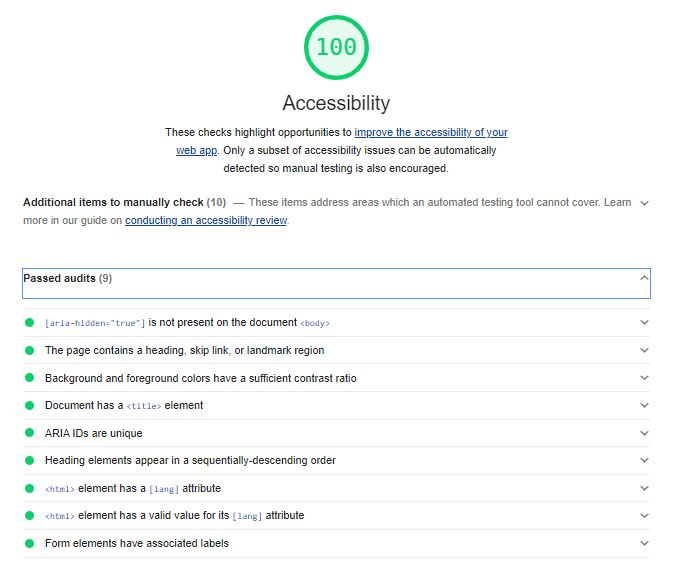 100
Accessibility
These checks highlight opportunities to improve the accessibility of your
web app. Only a subset of accessibility issues can be automatically
detected so manual testing is also encouraged.
Additional items to manually check (10) — These items address areas which an automated testing tool cannot cover. Learn
more in our guide on conducting an accessibility review.
Passed audits (9)
[aria-hidden="true"] is not present on the document <body>
The page contains a heading, skip link, or landmark region
Background and foreground colors have a sufficient contrast ratio
Document has a <title> element
ARIA IDs are unique
Heading elements appear in a sequentially-descending order
<html> element has a [lang] attribute
<html> element has a valid value for its [lang] attribute
Form elements have associated labels